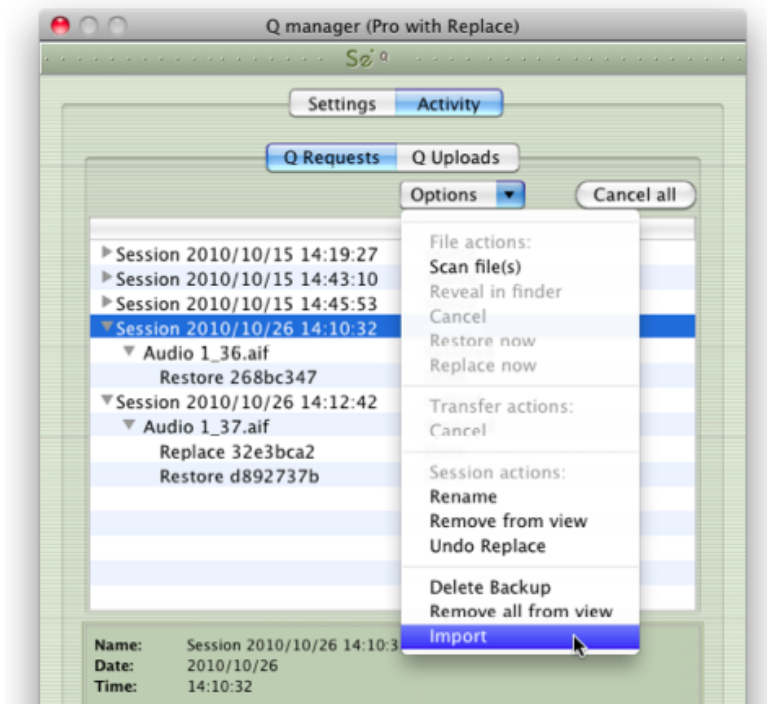 Q manager (Pro with Replace)
Settings Activity
Q Requests Q Uploads
Options Cancel all
Session 2010/10/15 14:19:27
Session 2010/10/15 14:43:10
Session 2010/10/15 14:45:53
Session 2010/10/26 14:10:32
Audio 1_36.aif
Restore 268bc347
Session 2010/10/26 14:12:42
Audio 1_37.aif
Replace 32e3bca2
Restore d892737b
File actions:
Scan file(s)
Reveal in finder
Cancel
Restore now
Replace now
Transfer actions:
Cancel
Session actions:
Rename
Remove from view
Undo Replace
Delete Backup
Remove all from view
Import
Name: Session 2010/10/26 14:10:3
Date: 2010/10/26
Time: 14:10:32